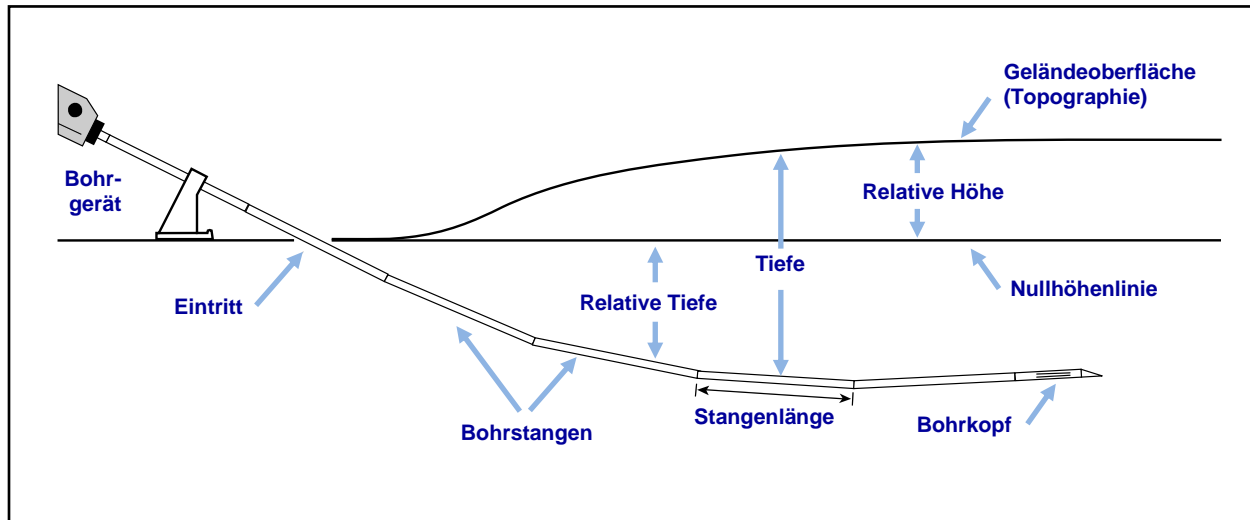 Geländeoberfläche
(Topographie)
Bohr-
gerät
Relative Höhe
Tiefe
Nullhöhenlinie
Eintritt
Relative Tiefe
Stangenlänge
Bohrkopf
Bohrstangen